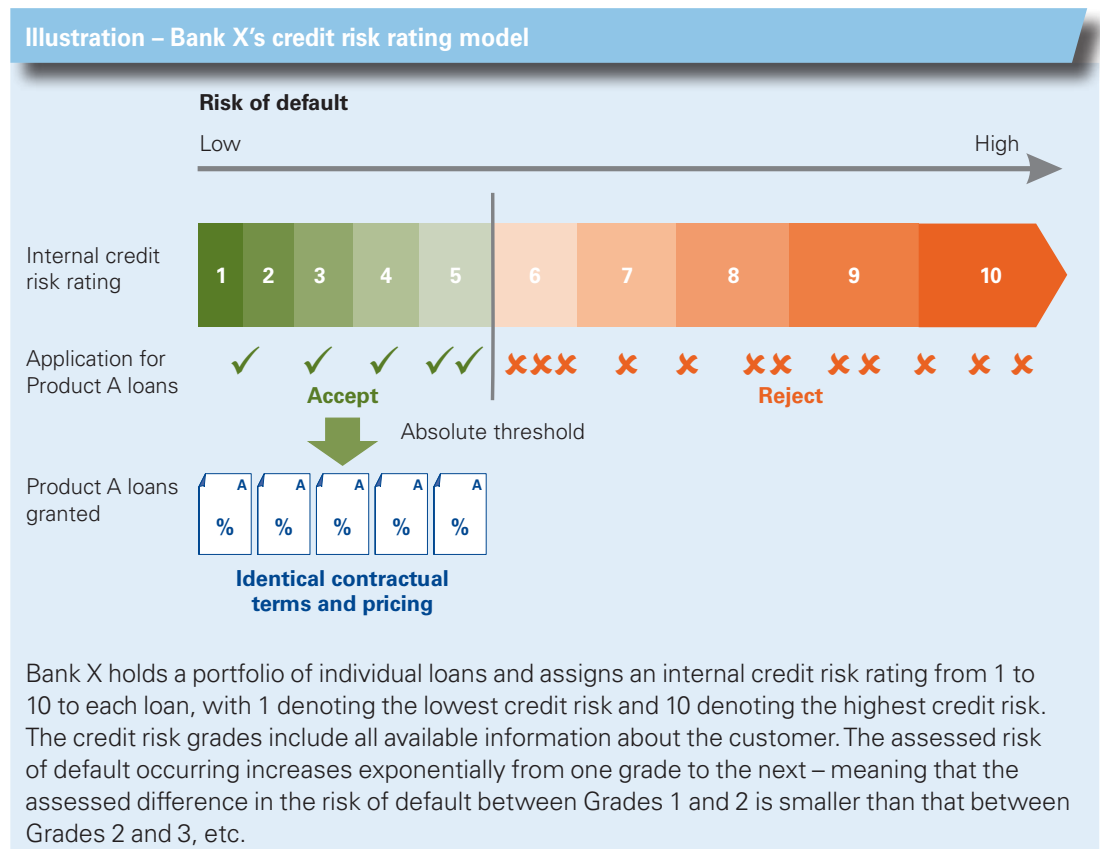 Illustration – Bank X's credit risk rating model
Risk of default
Low
High
Internal credit
risk rating
1 2 3 4 5 6 7 8 9 10
Application for
Product A loans
Accept
Reject
Absolute threshold
Product A loans
granted
A A A A A
% % % % %
Identical contractual
terms and pricing
Bank X holds a portfolio of individual loans and assigns an internal credit risk rating from 1 to
10 to each loan, with 1 denoting the lowest credit risk and 10 denoting the highest credit risk.
The credit risk grades include all available information about the customer. The assessed risk
of default occurring increases exponentially from one grade to the next – meaning that the
assessed difference in the risk of default between Grades 1 and 2 is smaller than that between
Grades 2 and 3, etc.